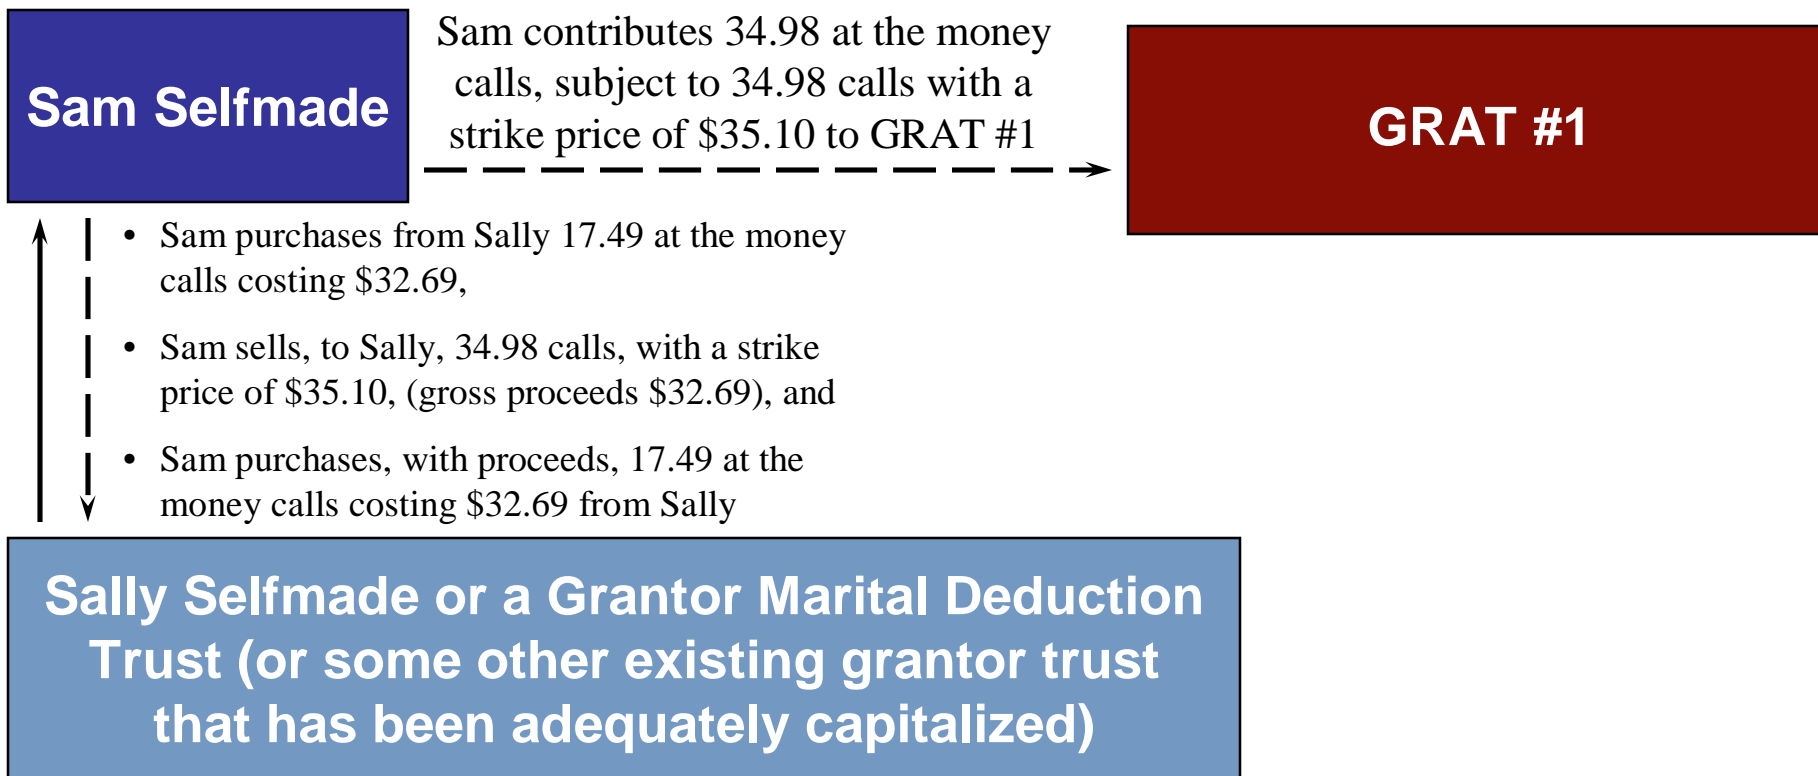 Sam Selfmade
Sam contributes 34.98 at the money
calls, subject to 34.98 calls with a
strike price of $35.10 to GRAT #1
GRAT #1
• Sam purchases from Sally 17.49 at the money
calls costing $32.69,
• Sam sells, to Sally, 34.98 calls, with a strike
price of $35.10, (gross proceeds $32.69), and
• Sam purchases, with proceeds, 17.49 at the
money calls costing $32.69 from Sally
Sally Selfmade or a Grantor Marital Deduction
Trust (or some other existing grantor trust
that has been adequately capitalized)